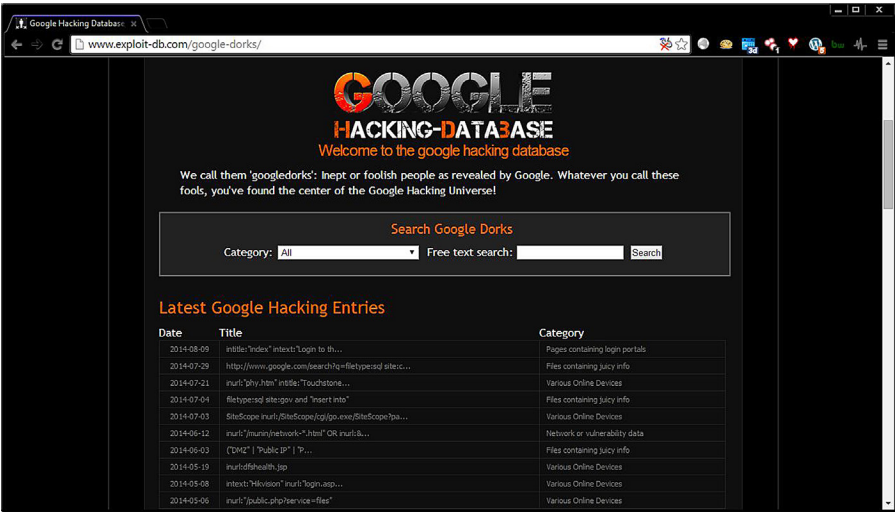 Google Hacking Database
www.exploit-db.com/google-dorks/
GOOGLE
HACKING-DATABASE
Welcome to the google hacking database
We call them 'googledorks': Inept or foolish people as revealed by Google. Whatever you call these
fools, you've found the center of the Google Hacking Universe!
Search Google Dorks
Category: All Free text search: Search
Latest Google Hacking Entries
Date Title Category
2014-08-09 intitle:"index" intext:"Login to th... Pages containing login portals
2014-07-29 http://www.google.com/search?q=filetype:sql site:c... Files containing juicy info
2014-07-21 inurl:"phy.htm" intitle:"Touchstone... Various Online Devices
2014-07-04 filetype:sql site:gov and "insert into" Files containing juicy info
2014-07-03 SiteScope inurl:/SiteScope/cgi/go.exe/SiteScope?pa... Various Online Devices
2014-06-12 inurl:"/munin/network-*.html" OR inurl:&... Network or vulnerability data
2014-06-03 ("DMZ" | "Public IP" | "P... Files containing juicy info
2014-05-19 inurl:dfshealth.jsp Various Online Devices
2014-05-08 intext:"Hikvision" inurl:"login.asp... Various Online Devices
2014-05-06 inurl:"/public.php?service=files" Various Online Devices